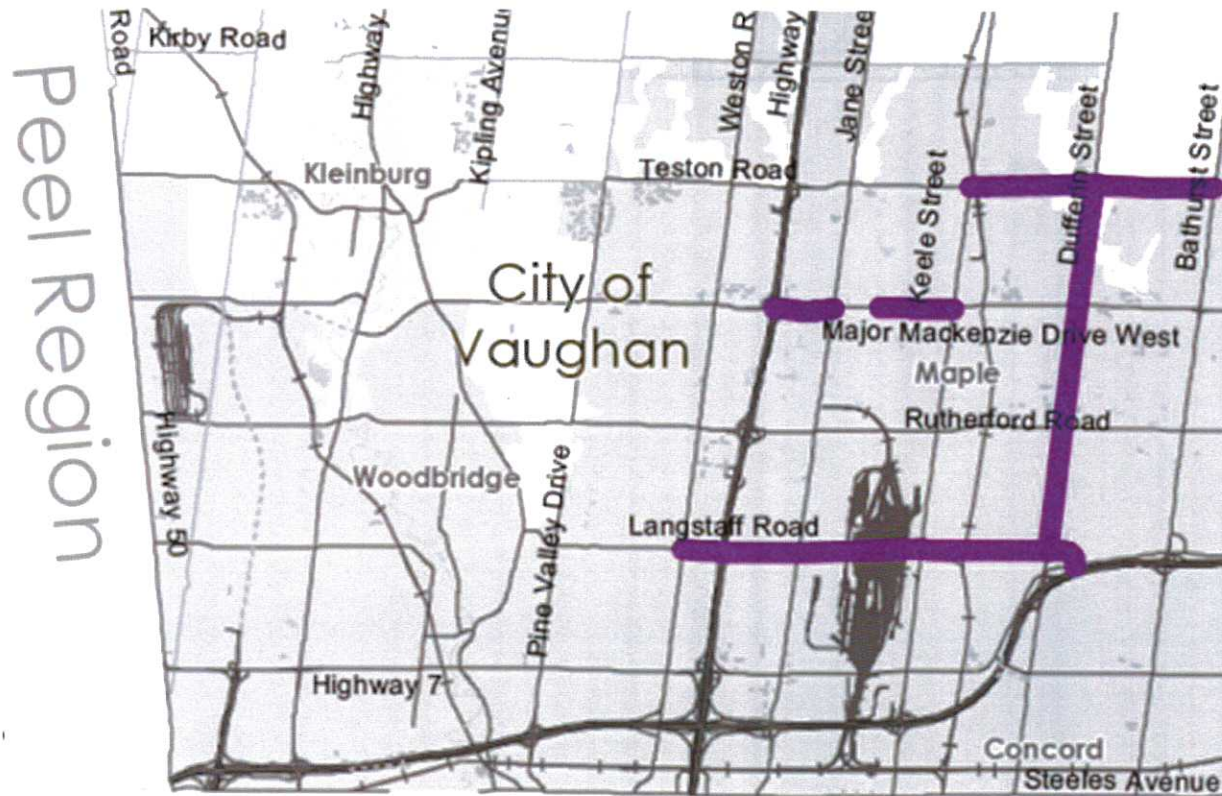 Road
Kirby Road
Highway
Kipling Avenu
Weston R
Highway
Jane Stree
Dufferin Street
Bathurst Street
Peel Region
Kleinburg
Teston Road
Keele Street
City of
Vaughan
Major Mackenzie Drive West
Maple
Rutherford Road
Highway 50
Woodbridge
Pine Valley Drive
Langstaff Road
Highway 7
Concord
Steeles Avenue